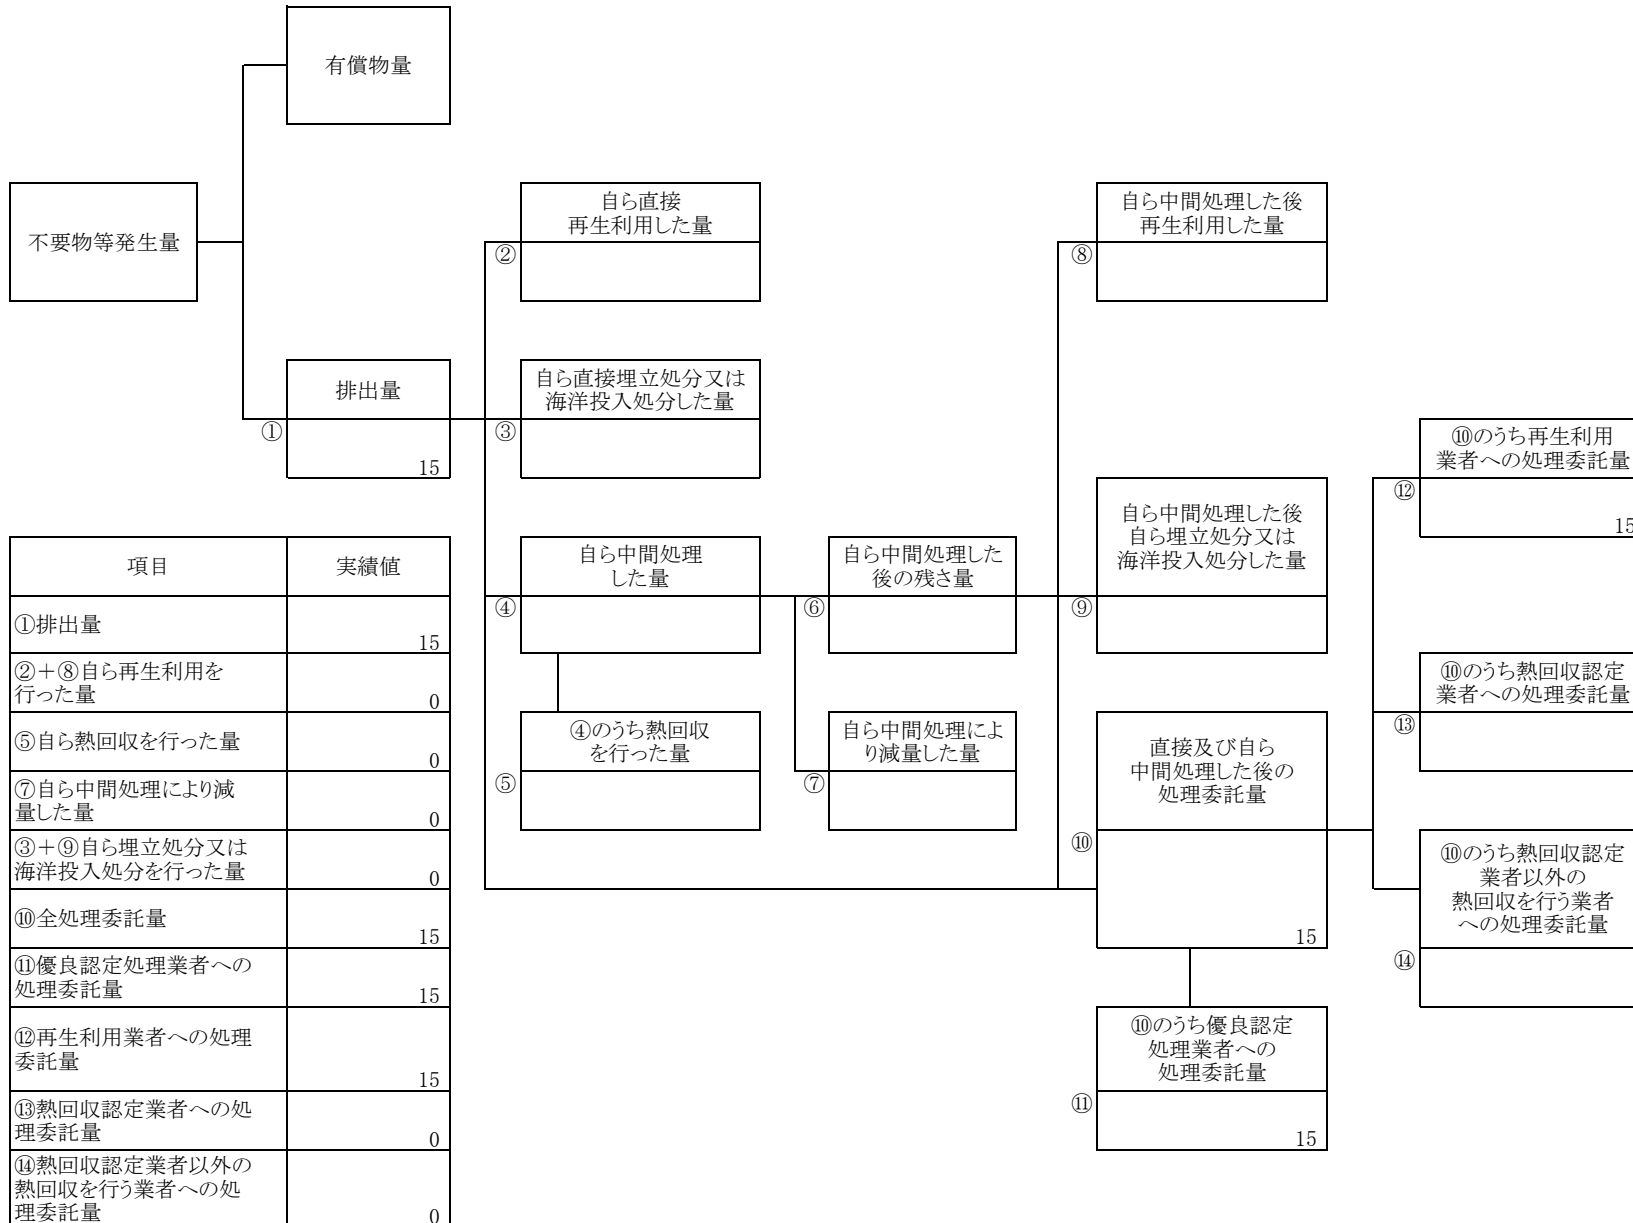 有償物量
不要物等発生量
排出量
①
15
自ら直接
再生利用した量
②
自ら直接埋立処分又は
海洋投入処分した量
③
自ら中間処理
した量
④
④のうち熱回収
を行った量
⑤
自ら中間処理した
後の残さ量
⑥
自ら中間処理によ
り減量した量
⑦
自ら中間処理した後
再生利用した量
⑧
自ら中間処理した後
自ら埋立処分又は
海洋投入処分した量
⑨
直接及び自ら
中間処理した後の
処理委託量
⑩
15
⑩のうち優良認定
処理業者への
処理委託量
⑪
15
⑩のうち再生利用
業者への処理委託量
⑫
15
⑩のうち熱回収認定
業者への処理委託量
⑬
⑩のうち熱回収認定
業者以外の
熱回収を行う業者
への処理委託量
⑭
項目 実績値
①排出量
15
②＋⑧自ら再生利用を
行った量
0
⑤自ら熱回収を行った量
0
⑦自ら中間処理により減
量した量
0
③＋⑨自ら埋立処分又は
海洋投入処分を行った量
0
⑩全処理委託量
15
⑪優良認定処理業者への
処理委託量
15
⑫再生利用業者への処理
委託量
15
⑬熱回収認定業者への処
理委託量
0
⑭熱回収認定業者以外の
熱回収を行う業者への処
理委託量
0